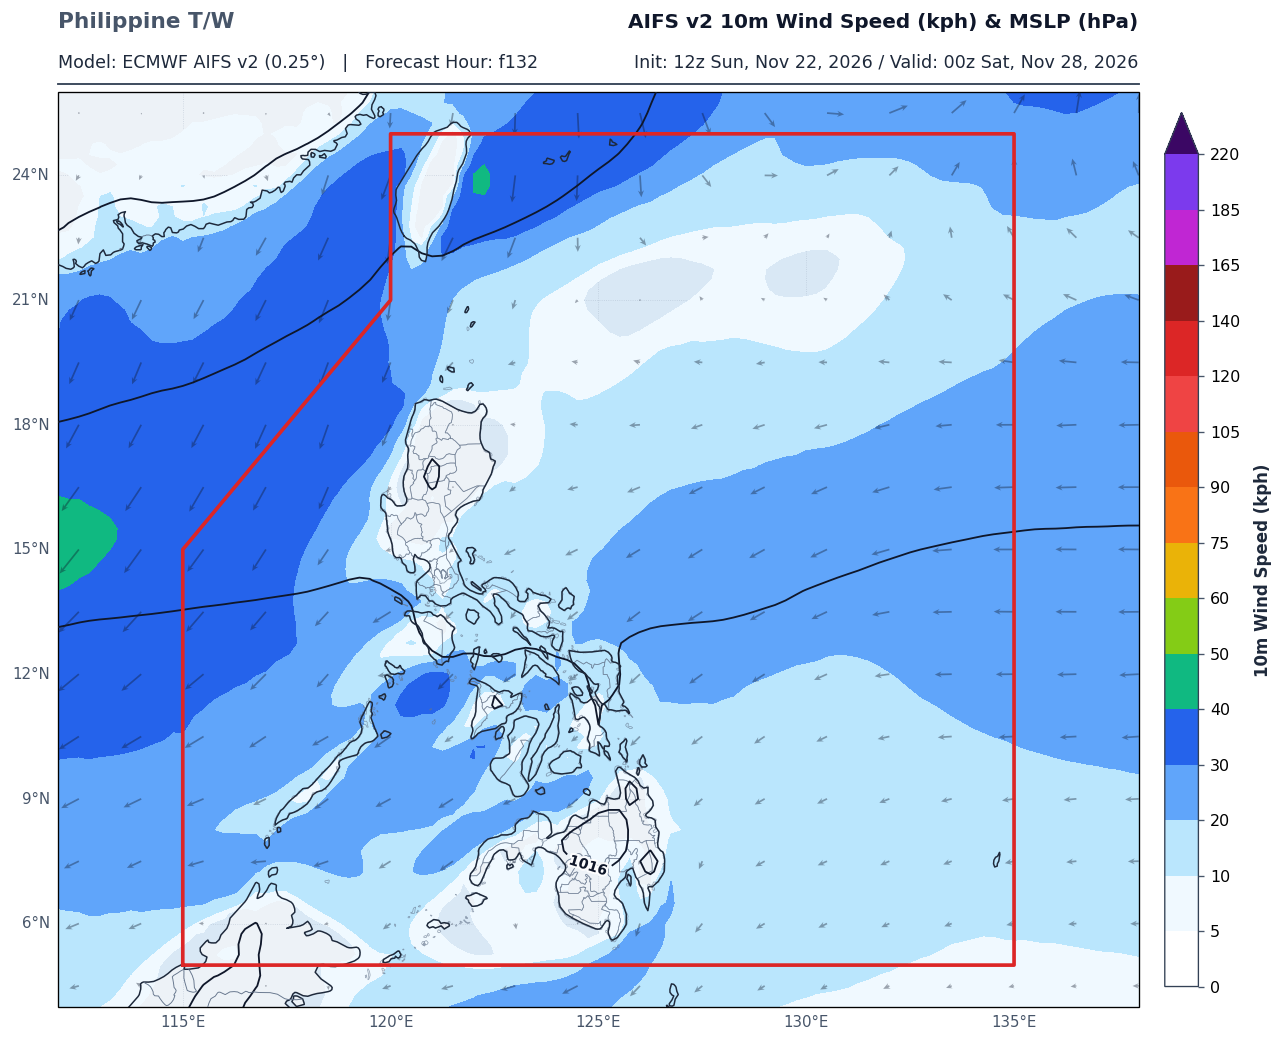 Philippine T/W
AIFS v2 10m Wind Speed (kph) & MSLP (hPa)
Model: ECMWF AIFS v2 (0.25°) | Forecast Hour: f132
Init: 12z Sun, Nov 22, 2026 / Valid: 00z Sat, Nov 28, 2026
24°N
21°N
18°N
15°N
12°N
9°N
6°N
115°E
120°E
125°E
130°E
135°E
1016
220
185
165
140
120
105
90
75
60
50
40
30
20
10
5
0
10m Wind Speed (kph)